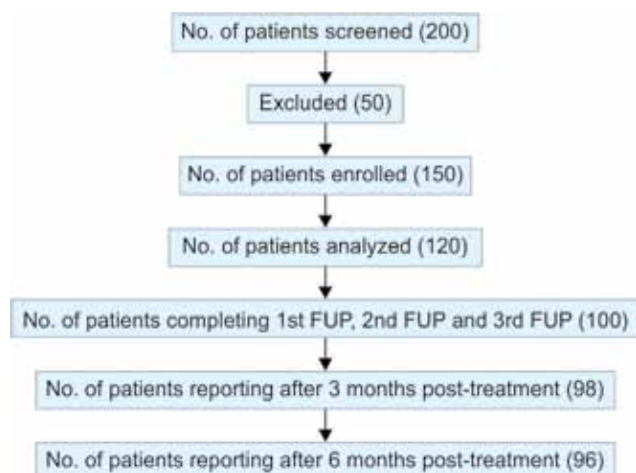 No. of patients screened (200)
Excluded (50)
No. of patients enrolled (150)
No. of patients analyzed (120)
No. of patients completing 1st FUP, 2nd FUP and 3rd FUP (100)
No. of patients reporting after 3 months post-treatment (98)
No. of patients reporting after 6 months post-treatment (96)